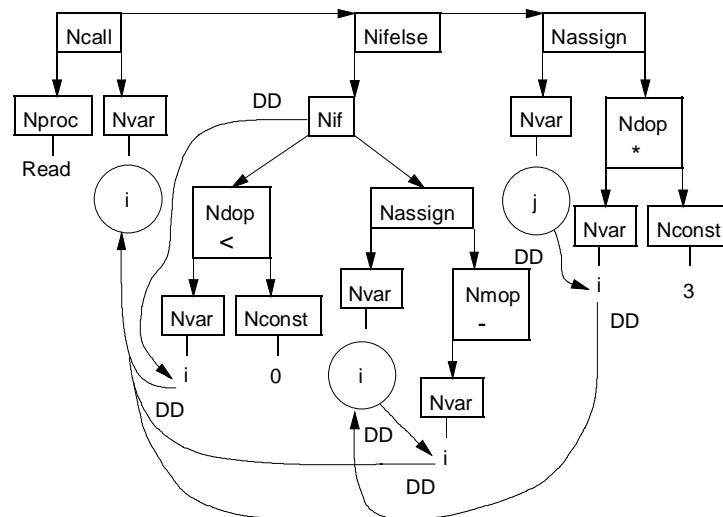 Ncall
Nifelse
Nassign
DD
Nproc
Nvar
Nif
Nvar
Ndop
*
Read
i
Ndop
<
Nassign
j
Nvar
Nconst
DD
Nvar
Nmop
-
i
3
Nvar
Nconst
DD
i
0
i
Nvar
DD
DD
i
DD